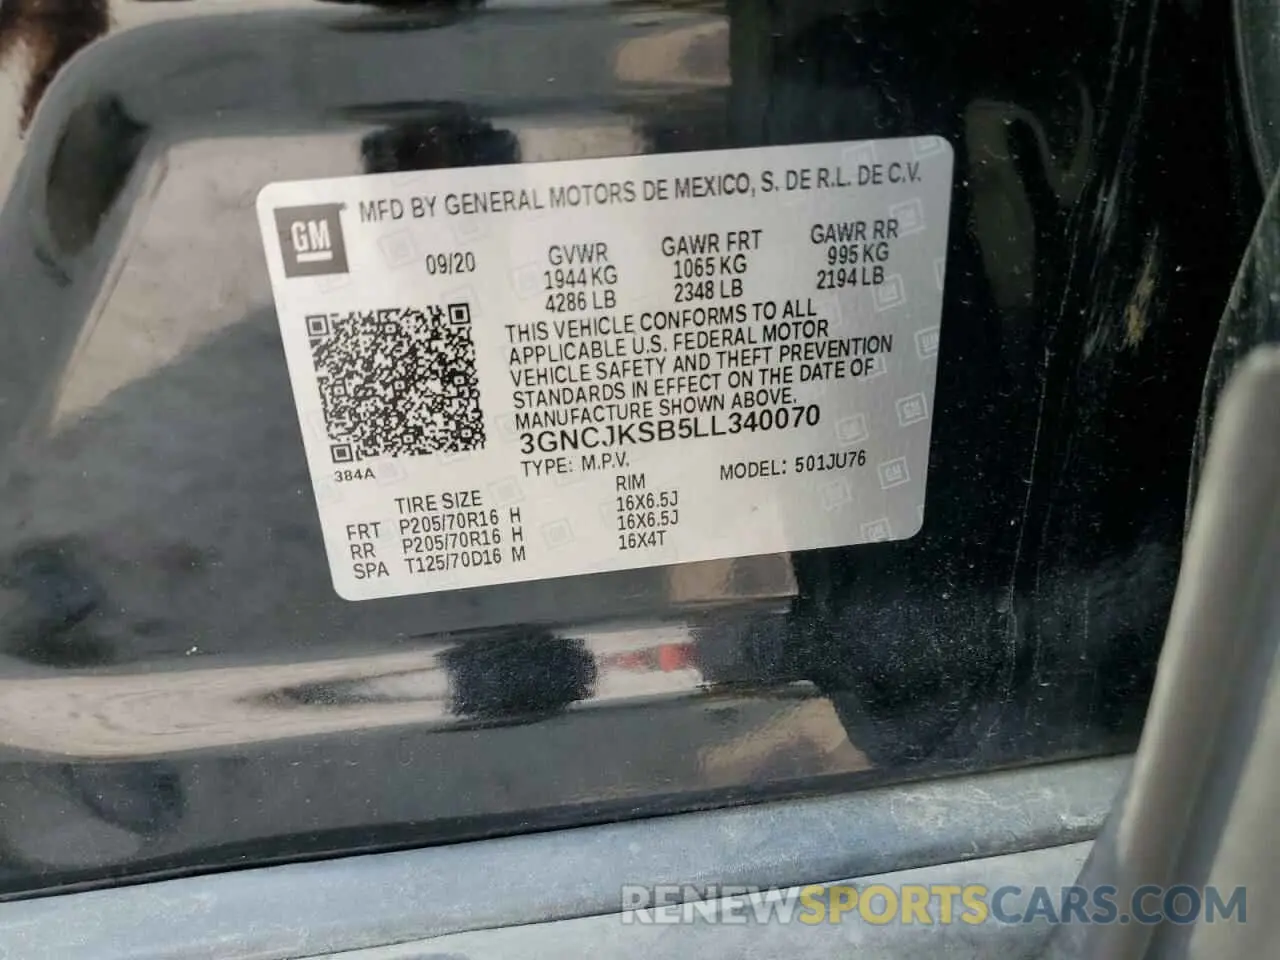 GM
MFD BY GENERAL MOTORS DE MEXICO, S. DE R.L. DE C.V.
09/20
GVWR
1944 KG
4286 LB
GAWR FRT
1065 KG
2348 LB
GAWR RR
995 KG
2194 LB
THIS VEHICLE CONFORMS TO ALL
APPLICABLE U.S. FEDERAL MOTOR
VEHICLE SAFETY AND THEFT PREVENTION
STANDARDS IN EFFECT ON THE DATE OF
MANUFACTURE SHOWN ABOVE.
3GNCJKSB5LL340070
TYPE: M.P.V. MODEL: 501JU76
384A
TIRE SIZE RIM
FRT P205/70R16 H 16X6.5J
RR P205/70R16 H 16X6.5J
SPA T125/70D16 M 16X4T
RENEWSPORTSCARS.COM